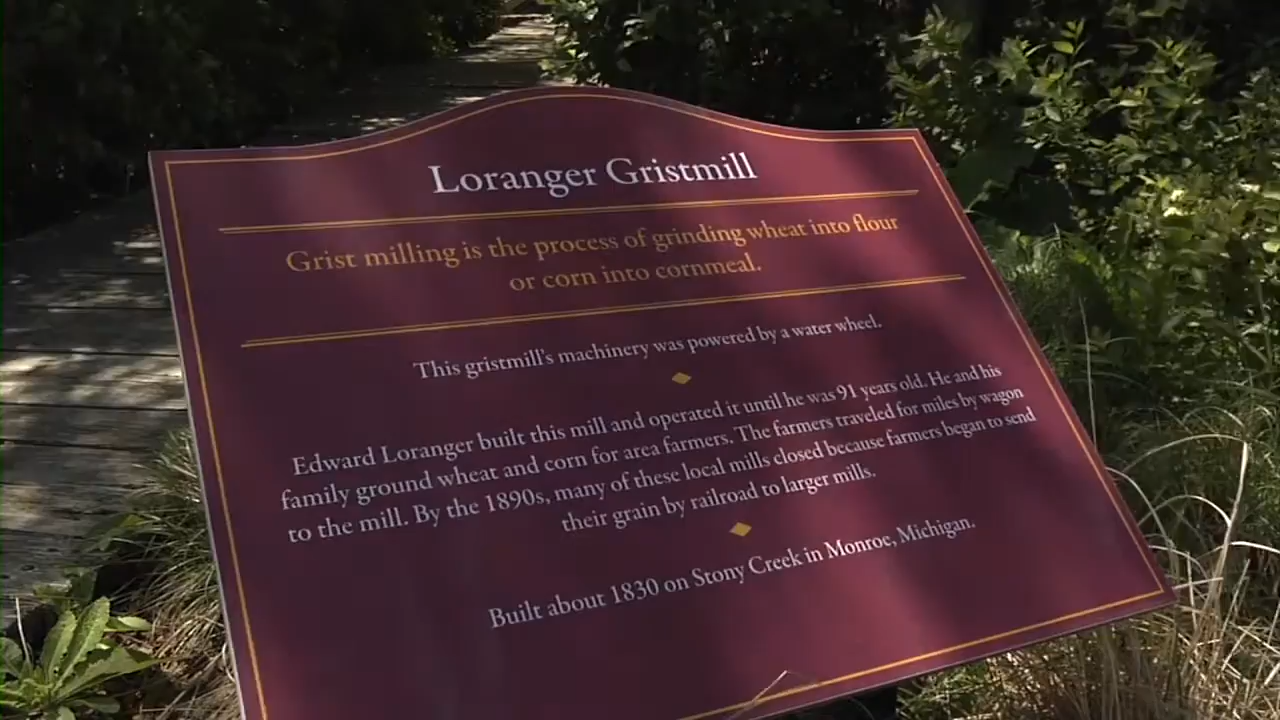 Loranger Gristmill
Grist milling is the process of grinding wheat into flour
or corn into cornmeal.
This gristmill's machinery was powered by a water wheel.
Edward Loranger built this mill and operated it until he was 91 years old. He and his
family ground wheat and corn for area farmers. The farmers traveled for miles by wagon
to the mill. By the 1890s, many of these local mills closed because farmers began to send
their grain by railroad to larger mills.
Built about 1830 on Stony Creek in Monroe, Michigan.